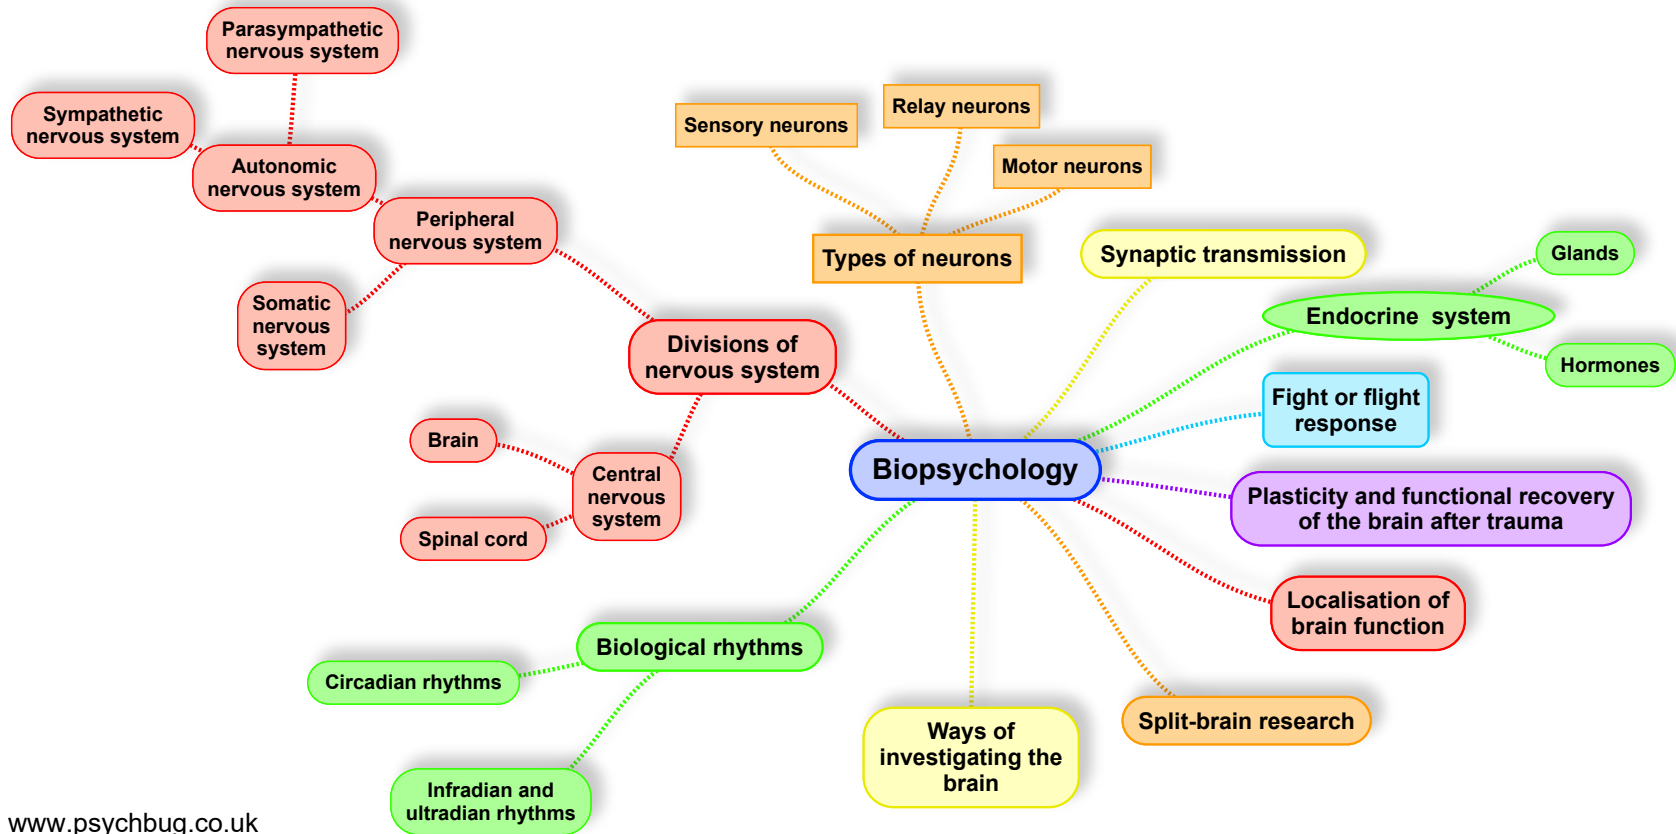 Parasympathetic
nervous system
Sympathetic
nervous system
Autonomic
nervous system
Peripheral
nervous system
Somatic
nervous
system
Divisions of
nervous system
Brain
Central
nervous
system
Spinal cord
Sensory neurons
Relay neurons
Motor neurons
Types of neurons
Synaptic transmission
Glands
Endocrine system
Hormones
Fight or flight
response
Biopsychology
Plasticity and functional recovery
of the brain after trauma
Localisation of
brain function
Split-brain research
Ways of
investigating the
brain
Biological rhythms
Circadian rhythms
Infradian and
ultradian rhythms
www.psychbug.co.uk